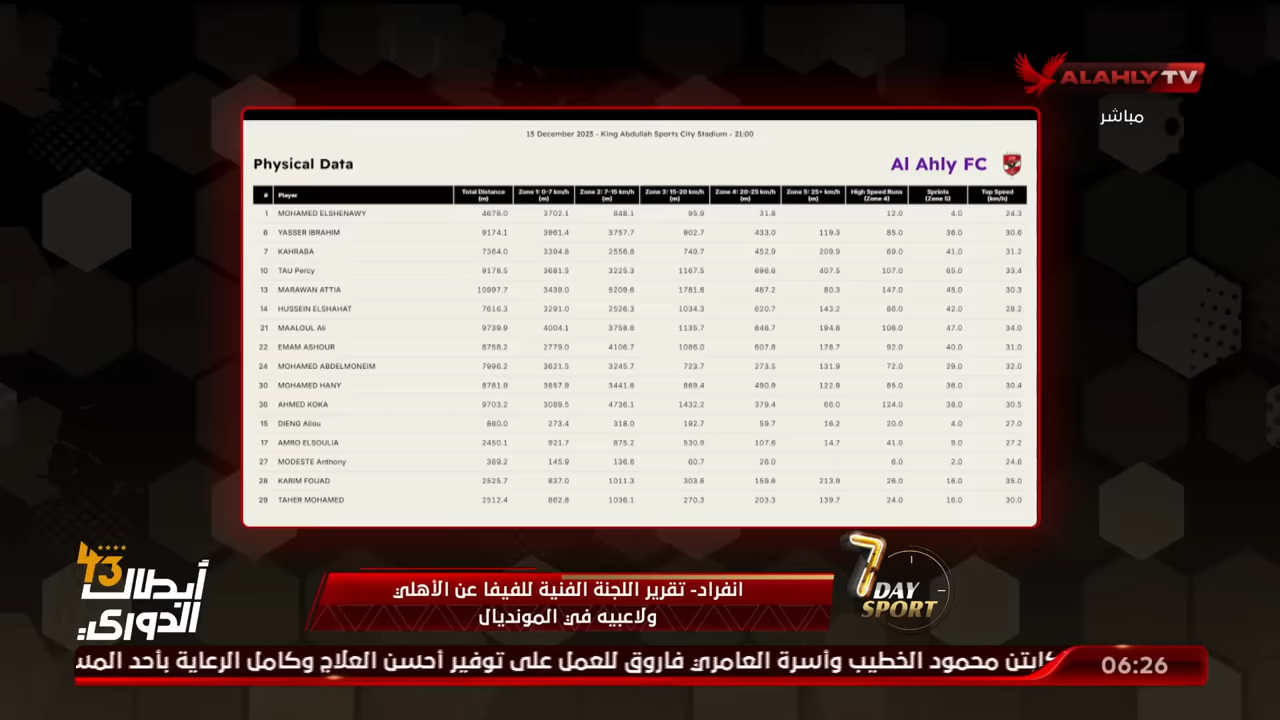 ALAHLY TV
مباشر
15 December 2023 - King Abdullah Sports City Stadium - 21:00
Physical Data
Al Ahly FC
# Player Total Distance (m) Zone 1: 0-7 km/h (m) Zone 2: 7-15 km/h (m) Zone 3: 15-20 km/h (m) Zone 4: 20-25 km/h (m) Zone 5: 25+ km/h (m) High Speed Runs (Zone 4) Sprints (Zone 5) Top Speed (km/h)
1 MOHAMED ELSHENAWY 4678.0 3702.1 848.1 95.9 31.8 12.0 4.0 24.3
6 YASSER IBRAHIM 9174.1 3961.4 3757.7 902.7 433.0 119.3 85.0 36.0 30.6
7 KAHRABA 7364.0 3394.8 2556.8 749.7 452.9 209.9 69.0 41.0 31.2
10 TAU Percy 9178.5 3681.5 3225.3 1167.5 696.6 407.5 107.0 65.0 33.4
13 MARAWAN ATTIA 10997.7 3439.0 5209.6 1781.6 487.2 80.3 147.0 45.0 30.3
14 HUSSEIN ELSHAHAT 7616.3 3291.0 2526.3 1034.3 620.7 143.2 86.0 42.0 28.2
21 MAALOUL Ali 9739.9 4004.1 3758.6 1135.7 646.7 194.8 106.0 47.0 34.0
22 EMAM ASHOUR 8758.2 2779.0 4106.7 1086.0 607.8 178.7 92.0 40.0 31.0
24 MOHAMED ABDELMONEIM 7996.2 3621.5 3245.7 723.7 273.5 131.9 72.0 29.0 32.0
30 MOHAMED HANY 8781.9 3857.9 3441.6 869.4 490.9 122.9 85.0 36.0 30.4
36 AHMED KOKA 9703.2 3089.5 4736.1 1432.2 379.4 66.0 124.0 38.0 30.5
15 DIENG Aliou 860.0 273.4 318.0 192.7 59.7 16.2 20.0 4.0 27.0
17 AMRO ELSOULIA 2450.1 921.7 875.2 530.9 107.6 14.7 41.0 9.0 27.2
27 MODESTE Anthony 369.2 145.9 136.6 60.7 26.0 6.0 2.0 24.6
28 KARIM FOUAD 2525.7 837.0 1011.3 303.8 159.8 213.9 26.0 16.0 35.0
29 TAHER MOHAMED 2512.4 862.8 1036.1 270.3 203.3 139.7 24.0 16.0 30.0
43 أبطال الدوري
انفراد- تقرير اللجنة الفنية للفيفا عن الأهلي
ولاعبيه في المونديال
7 DAY SPORT
كابتن محمود الخطيب وأسرة العامري فاروق للعمل على توفير أحسن العلاج وكامل الرعاية بأحد المس
06:26